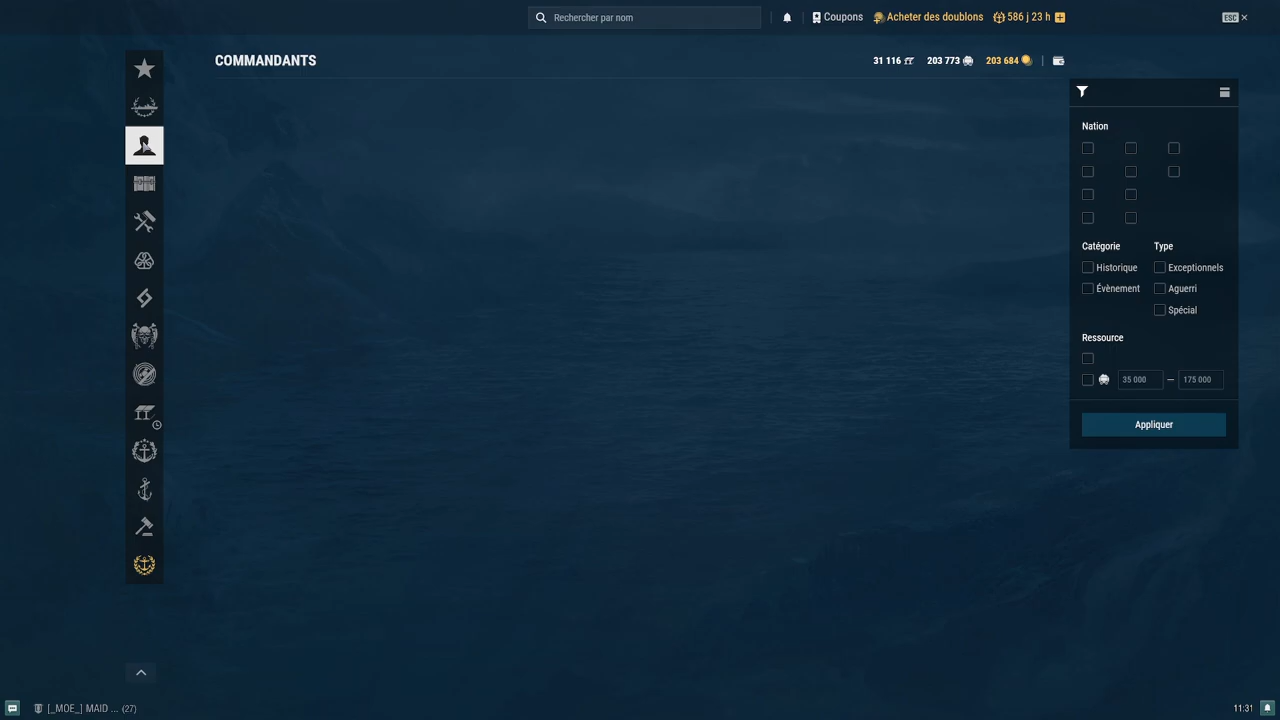 Rechercher par nom
Coupons
Acheter des doublons
586 j 23 h
ESC
COMMANDANTS
31 116
203 773
203 684
Nation
Catégorie
Type
Historique
Exceptionnels
Évènement
Aguerri
Spécial
Ressource
35 000 — 175 000
Appliquer
[_MOE_] MAID ... (27)
11:31